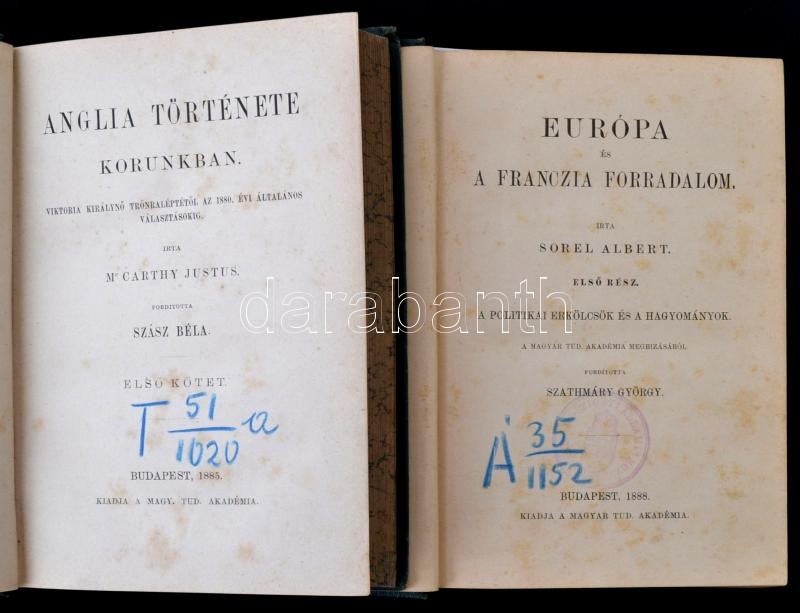 ANGLIA TÖRTÉNETE
KORUNKBAN.
VIKTORIA KIRÁLYNŐ TRÓNRALÉPTÉTŐL AZ 1880. ÉVI ÁLTALÁNOS
VÁLASZTÁSOKIG.
IRTA
Mc CARTHY JUSTUS.
FORDITOTTA
SZÁSZ BÉLA.
ELSŐ KÖTET.
T 51/1020 a
BUDAPEST, 1885.
KIADJA A MAGY. TUD. AKADÉMIA.
EURÓPA
ÉS
A FRANCZIA FORRADALOM.
IRTA
SOREL ALBERT.
ELSŐ RÉSZ.
A POLITIKAI ERKÖLCSÖK ÉS A HAGYOMÁNYOK.
A MAGYAR TUD. AKADÉMIA MEGBIZÁSÁBÓL
FORDÍTOTTA
SZATHMÁRY GYÖRGY.
Á 35/1152
BUDAPEST, 1888.
KIADJA A MAGYAR TUD. AKADÉMIA.
darabanth